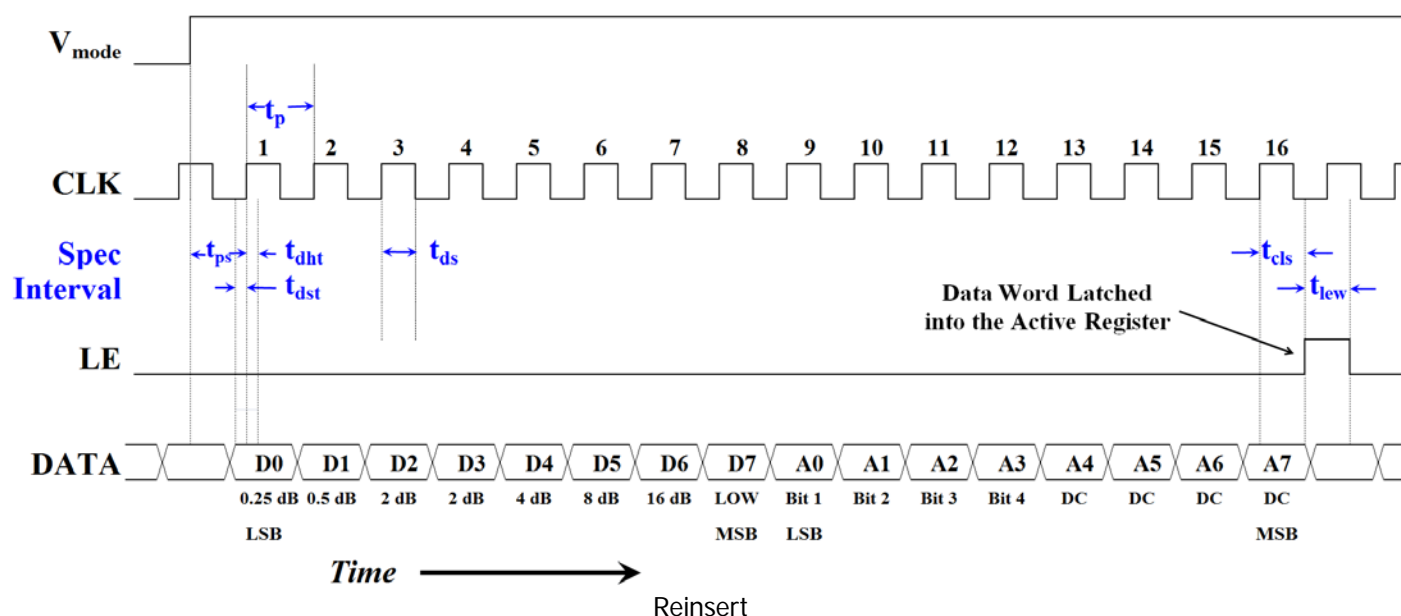 Vmode
tp
1 2 3 4 5 6 7 8 9 10 11 12 13 14 15 16
CLK
Spec
Interval
tps
tdht
tdst
tds
tcls
tlew
Data Word Latched
into the Active Register
LE
DATA D0 D1 D2 D3 D4 D5 D6 D7 A0 A1 A2 A3 A4 A5 A6 A7
0.25 dB 0.5 dB 2 dB 2 dB 4 dB 8 dB 16 dB LOW Bit 1 Bit 2 Bit 3 Bit 4 DC DC DC DC
LSB MSB LSB MSB
Time
Reinsert